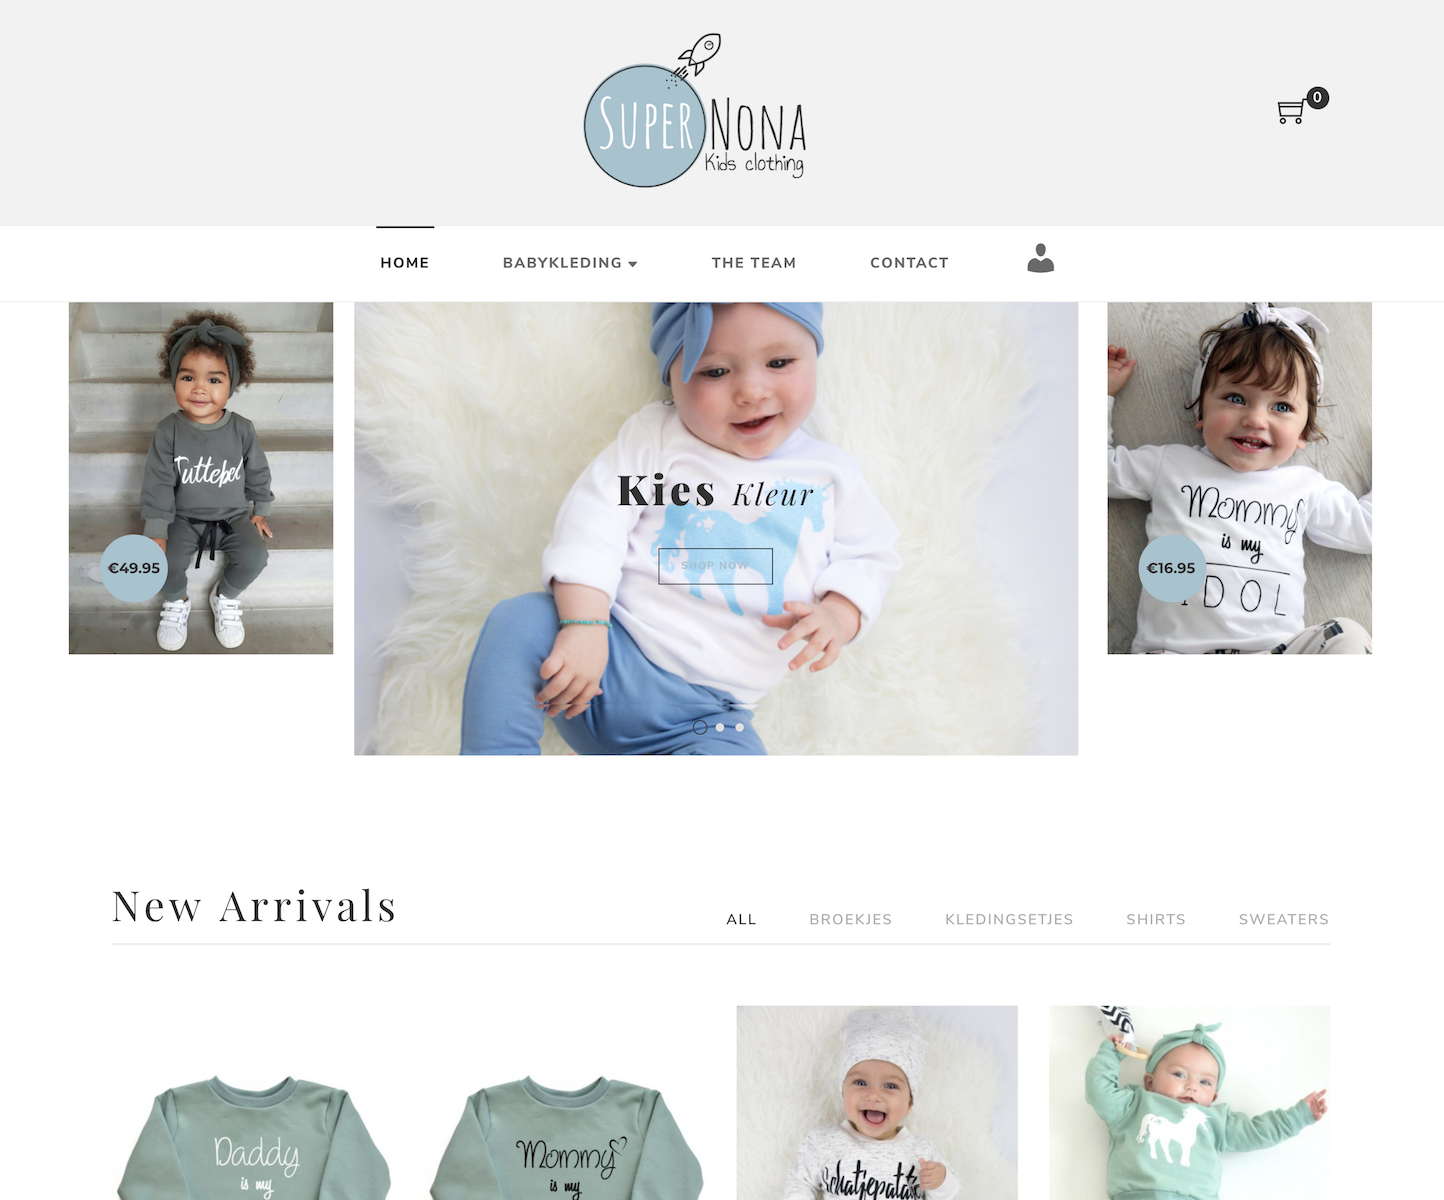 SUPER NONA
Kids clothing
0
HOME
BABYKLEDING
THE TEAM
CONTACT
Tuttebel
€49.95
Kies Kleur
SHOP NOW
Mommy
is my
IDOL
€16.95
New Arrivals
ALL
BROEKJES
KLEDINGSETJES
SHIRTS
SWEATERS
Daddy
is my
Mommy
is my